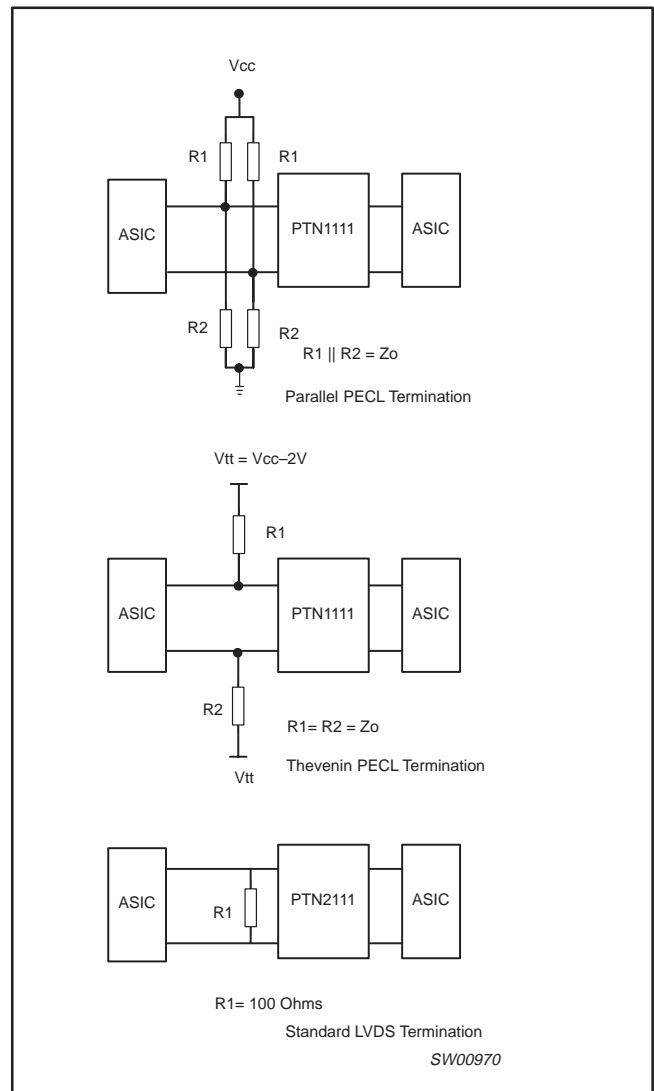 Vcc
R1 R1
ASIC PTN1111 ASIC
R2 R2
R1 || R2 = Zo
Parallel PECL Termination
Vtt = Vcc–2V
R1
ASIC PTN1111 ASIC
R2
R1= R2 = Zo
Vtt
Thevenin PECL Termination
ASIC R1 PTN2111 ASIC
R1= 100 Ohms
Standard LVDS Termination
SW00970